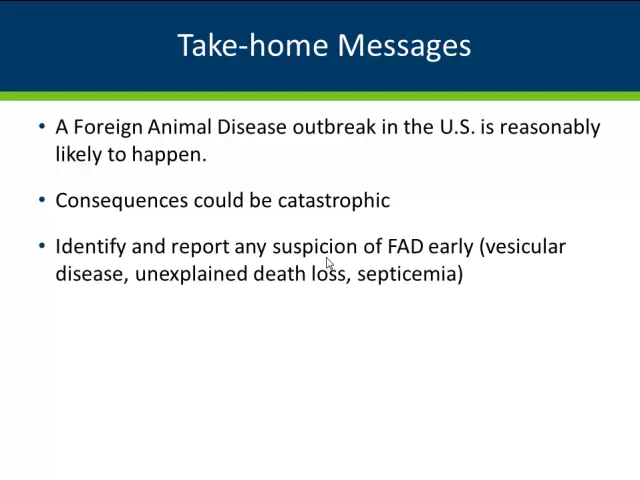 Take-home Messages
• A Foreign Animal Disease outbreak in the U.S. is reasonably
likely to happen.
• Consequences could be catastrophic
• Identify and report any suspicion of FAD early (vesicular
disease, unexplained death loss, septicemia)